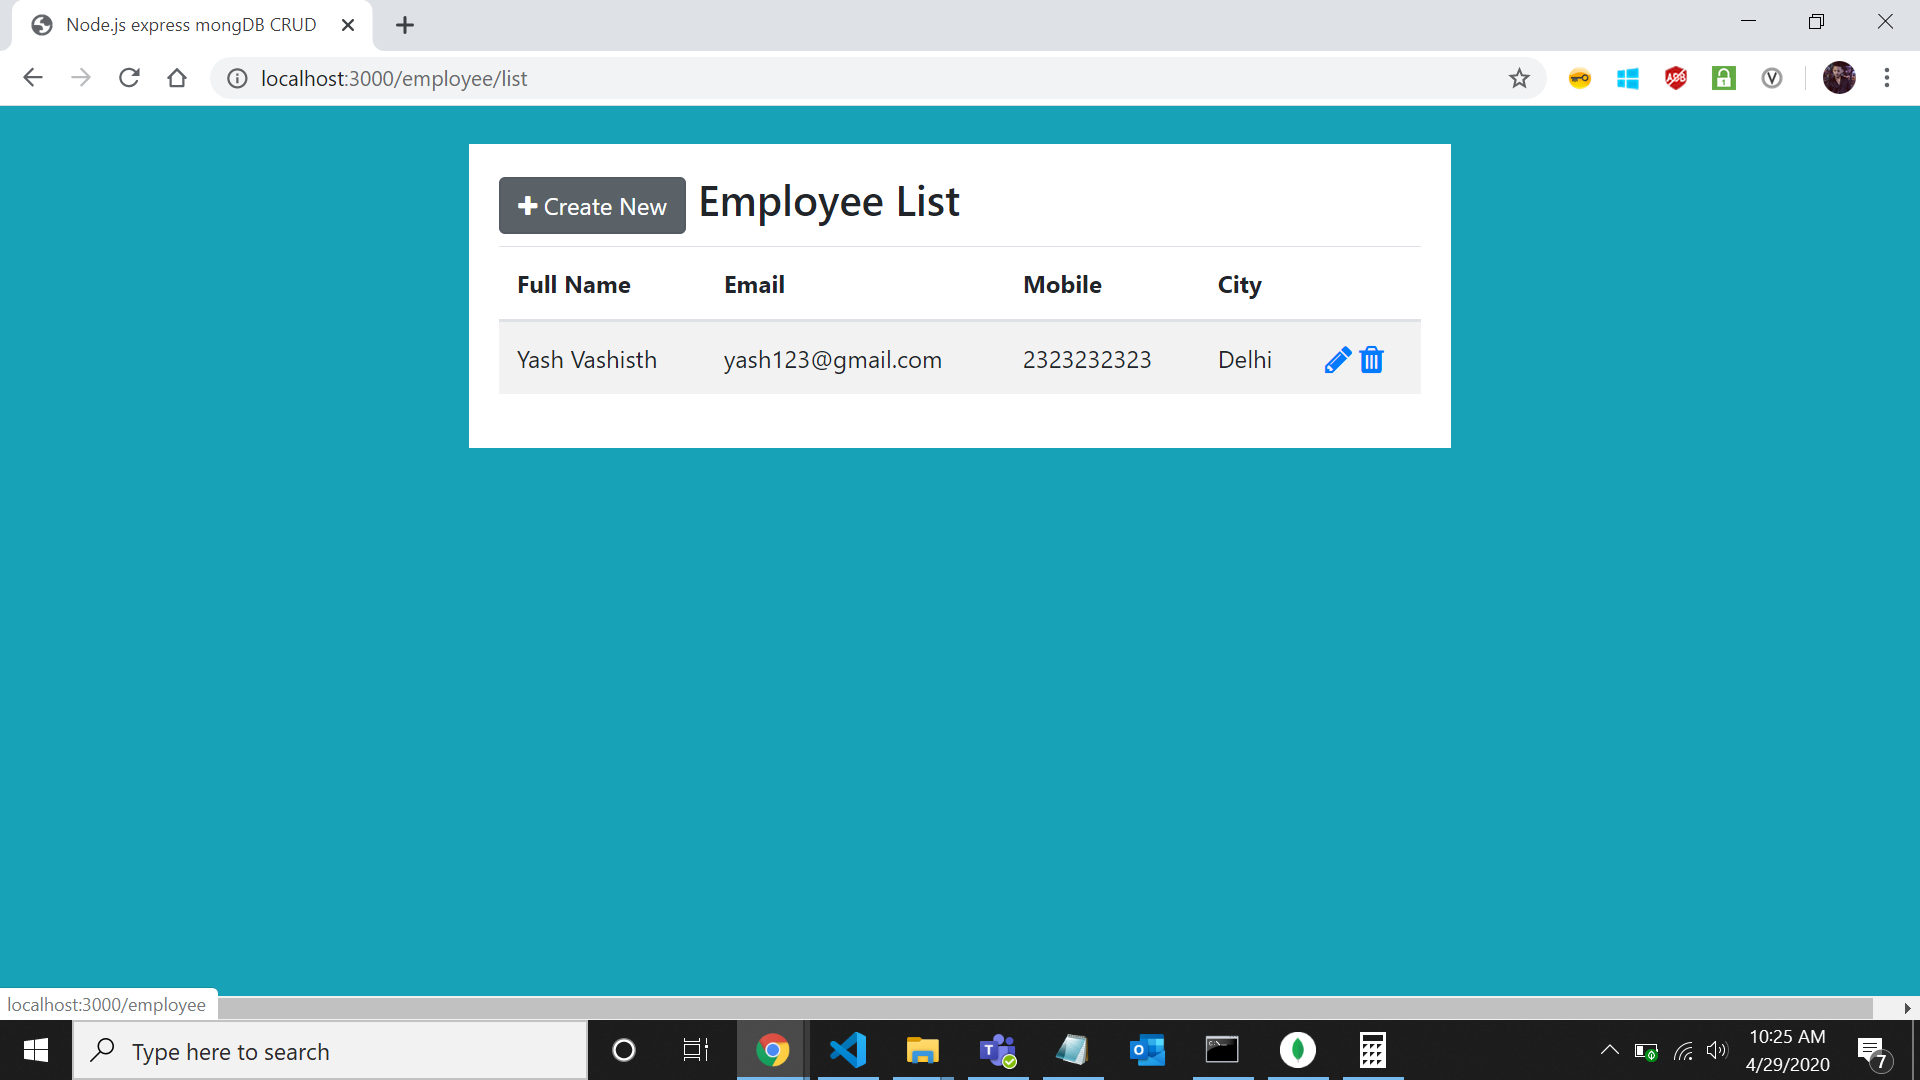 Node.js express mongDB CRUD
localhost:3000/employee/list
Create New
Employee List
Full Name Email Mobile City
Yash Vashisth yash123@gmail.com 2323232323 Delhi
localhost:3000/employee
Type here to search
10:25 AM
4/29/2020
7